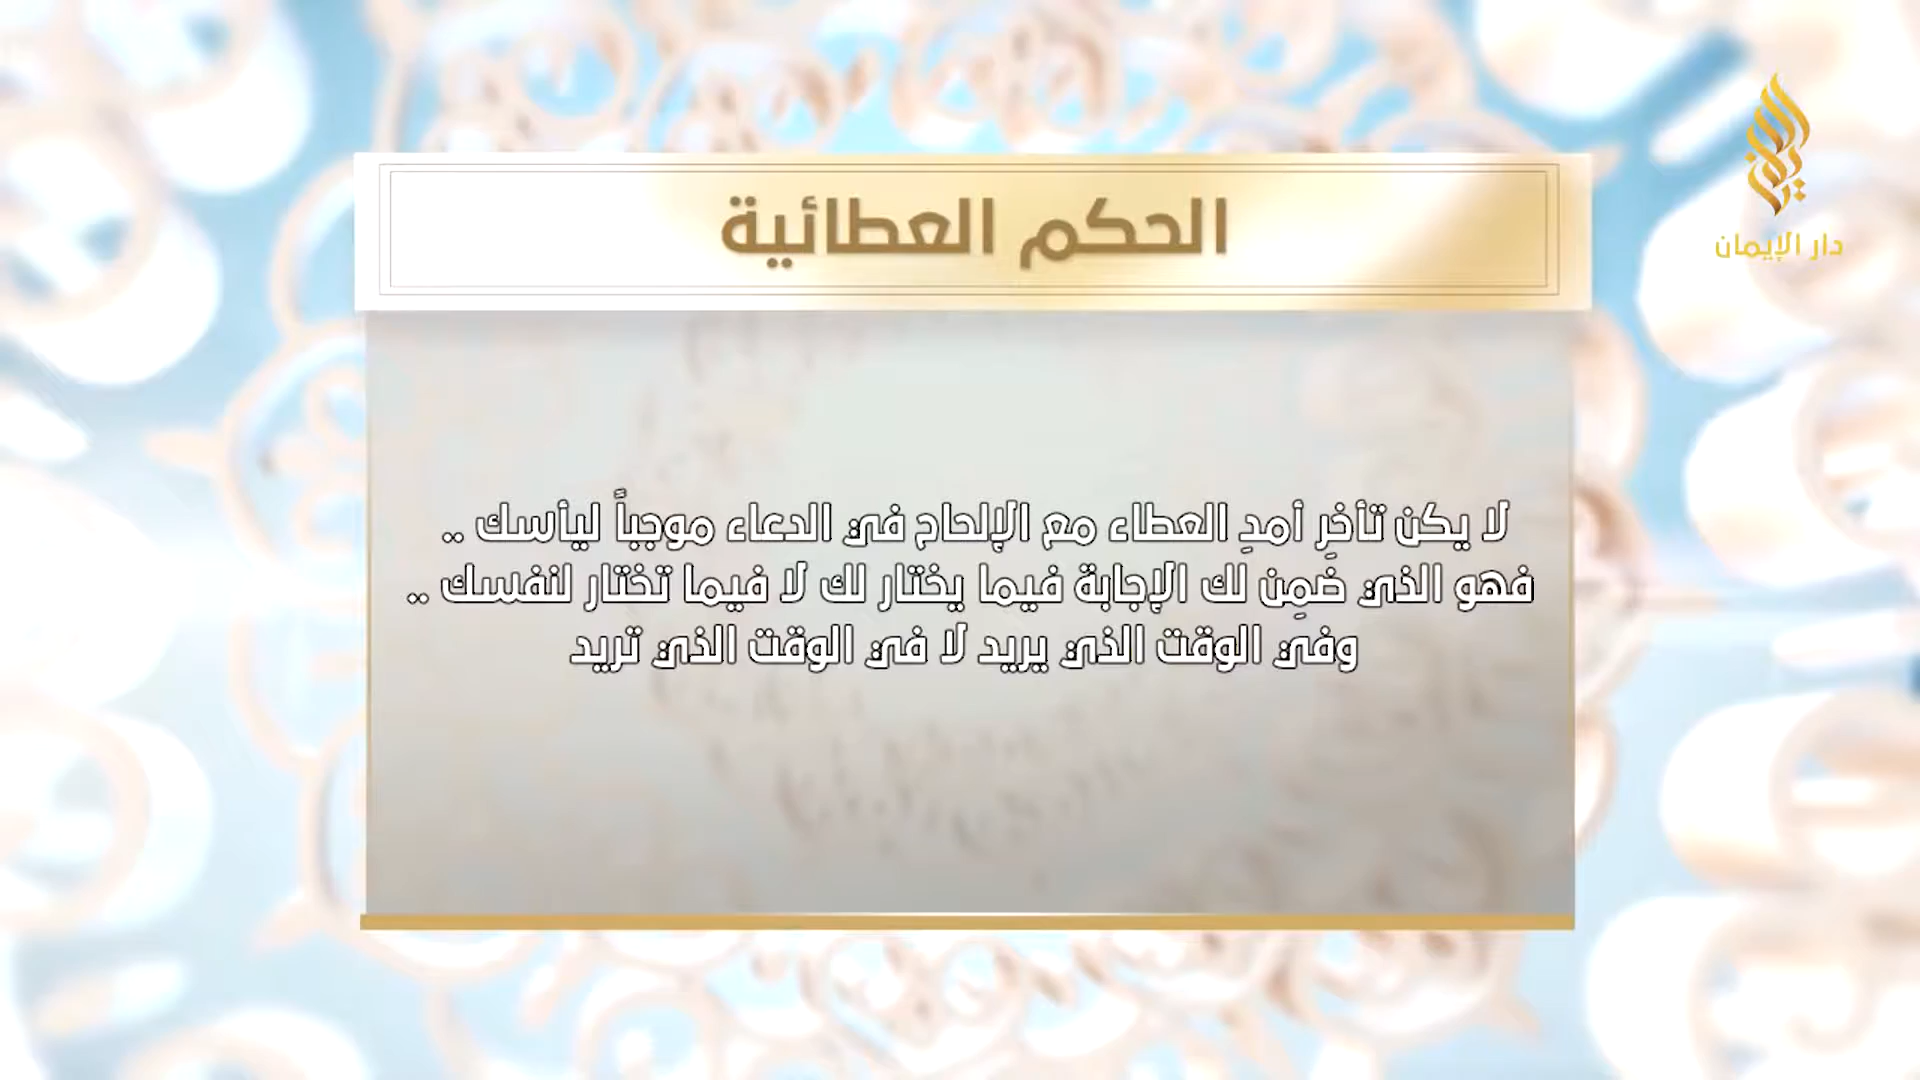 الحكم العطائية
دار الإيمان
لا يكن تأخرِ أمدِ العطاء مع الإلحاح في الدعاء موجباً ليأسك ..
فهو الذي ضمِن لك الإجابة فيما يختار لك لا فيما تختار لنفسك ..
وفي الوقت الذي يريد لا في الوقت الذي تريد